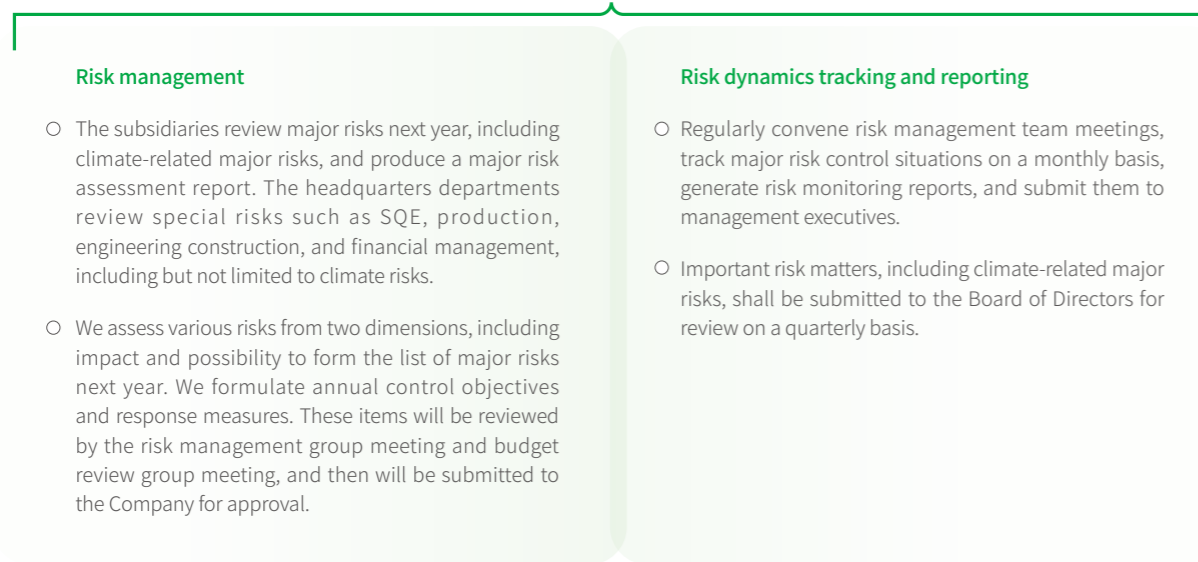 Risk management
The subsidiaries review major risks next year, including
climate-related major risks, and produce a major risk
assessment report. The headquarters departments
review special risks such as SQE, production,
engineering construction, and financial management,
including but not limited to climate risks.
We assess various risks from two dimensions, including
impact and possibility to form the list of major risks
next year. We formulate annual control objectives
and response measures. These items will be reviewed
by the risk management group meeting and budget
review group meeting, and then will be submitted to
the Company for approval.
Risk dynamics tracking and reporting
Regularly convene risk management team meetings,
track major risk control situations on a monthly basis,
generate risk monitoring reports, and submit them to
management executives.
Important risk matters, including climate-related major
risks, shall be submitted to the Board of Directors for
review on a quarterly basis.